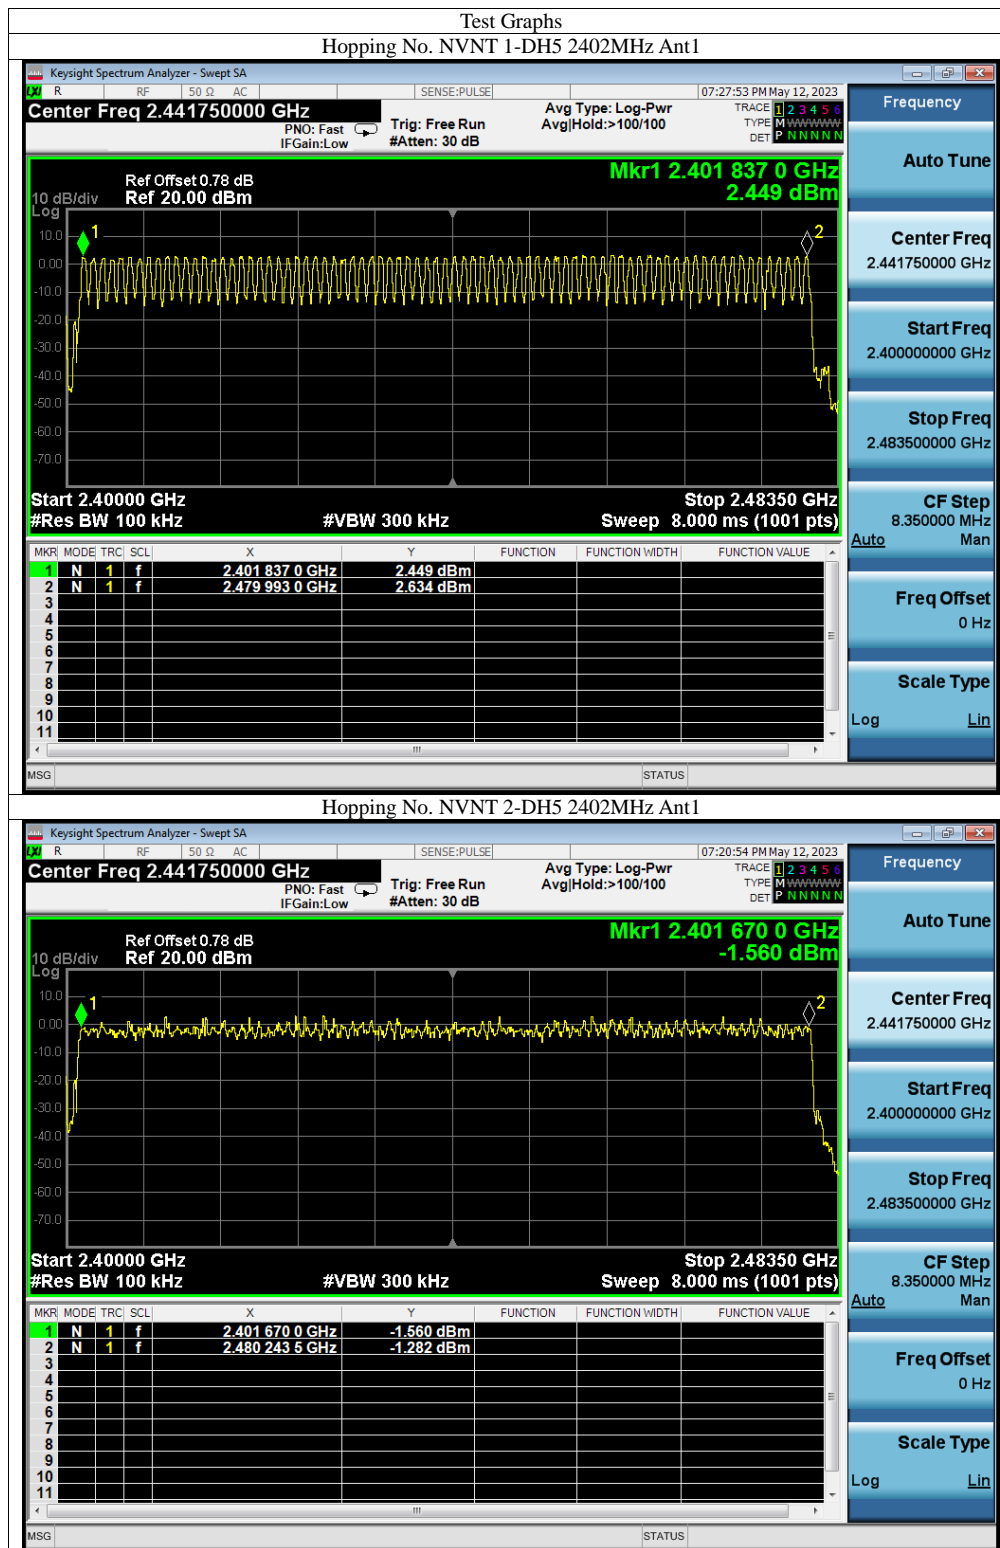 Test Graphs
Hopping No. NVNT 1-DH5 2402MHz Ant1
Keysight Spectrum Analyzer - Swept SA
LXI R RF 50 Ω AC SENSE:PULSE 07:27:53 PM May 12, 2023
Center Freq 2.441750000 GHz
PNO: Fast
IFGain:Low
Trig: Free Run
#Atten: 30 dB
Avg Type: Log-Pwr
Avg|Hold:>100/100
TRACE 1 2 3 4 5 6
TYPE M WWWWW
DET P N N N N N
Frequency
Mkr1 2.401 837 0 GHz
2.449 dBm
Ref Offset 0.78 dB
10 dB/div Ref 20.00 dBm
Log
10.0
0.00
-10.0
-20.0
-30.0
-40.0
-50.0
-60.0
-70.0
1
2
Start 2.40000 GHz Stop 2.48350 GHz
#Res BW 100 kHz #VBW 300 kHz Sweep 8.000 ms (1001 pts)
MKR MODE TRC SCL X Y FUNCTION FUNCTION WIDTH FUNCTION VALUE
1 N 1 f 2.401 837 0 GHz 2.449 dBm
2 N 1 f 2.479 993 0 GHz 2.634 dBm
3
4
5
6
7
8
9
10
11
MSG STATUS
Auto Tune
Center Freq
2.441750000 GHz
Start Freq
2.400000000 GHz
Stop Freq
2.483500000 GHz
CF Step
8.350000 MHz
Auto Man
Freq Offset
0 Hz
Scale Type
Log Lin
Hopping No. NVNT 2-DH5 2402MHz Ant1
Keysight Spectrum Analyzer - Swept SA
LXI R RF 50 Ω AC SENSE:PULSE 07:20:54 PM May 12, 2023
Center Freq 2.441750000 GHz
PNO: Fast
IFGain:Low
Trig: Free Run
#Atten: 30 dB
Avg Type: Log-Pwr
Avg|Hold:>100/100
TRACE 1 2 3 4 5 6
TYPE M WWWWW
DET P N N N N N
Frequency
Mkr1 2.401 670 0 GHz
-1.560 dBm
Ref Offset 0.78 dB
10 dB/div Ref 20.00 dBm
Log
10.0
0.00
-10.0
-20.0
-30.0
-40.0
-50.0
-60.0
-70.0
1
2
Start 2.40000 GHz Stop 2.48350 GHz
#Res BW 100 kHz #VBW 300 kHz Sweep 8.000 ms (1001 pts)
MKR MODE TRC SCL X Y FUNCTION FUNCTION WIDTH FUNCTION VALUE
1 N 1 f 2.401 670 0 GHz -1.560 dBm
2 N 1 f 2.480 243 5 GHz -1.282 dBm
3
4
5
6
7
8
9
10
11
MSG STATUS
Auto Tune
Center Freq
2.441750000 GHz
Start Freq
2.400000000 GHz
Stop Freq
2.483500000 GHz
CF Step
8.350000 MHz
Auto Man
Freq Offset
0 Hz
Scale Type
Log Lin